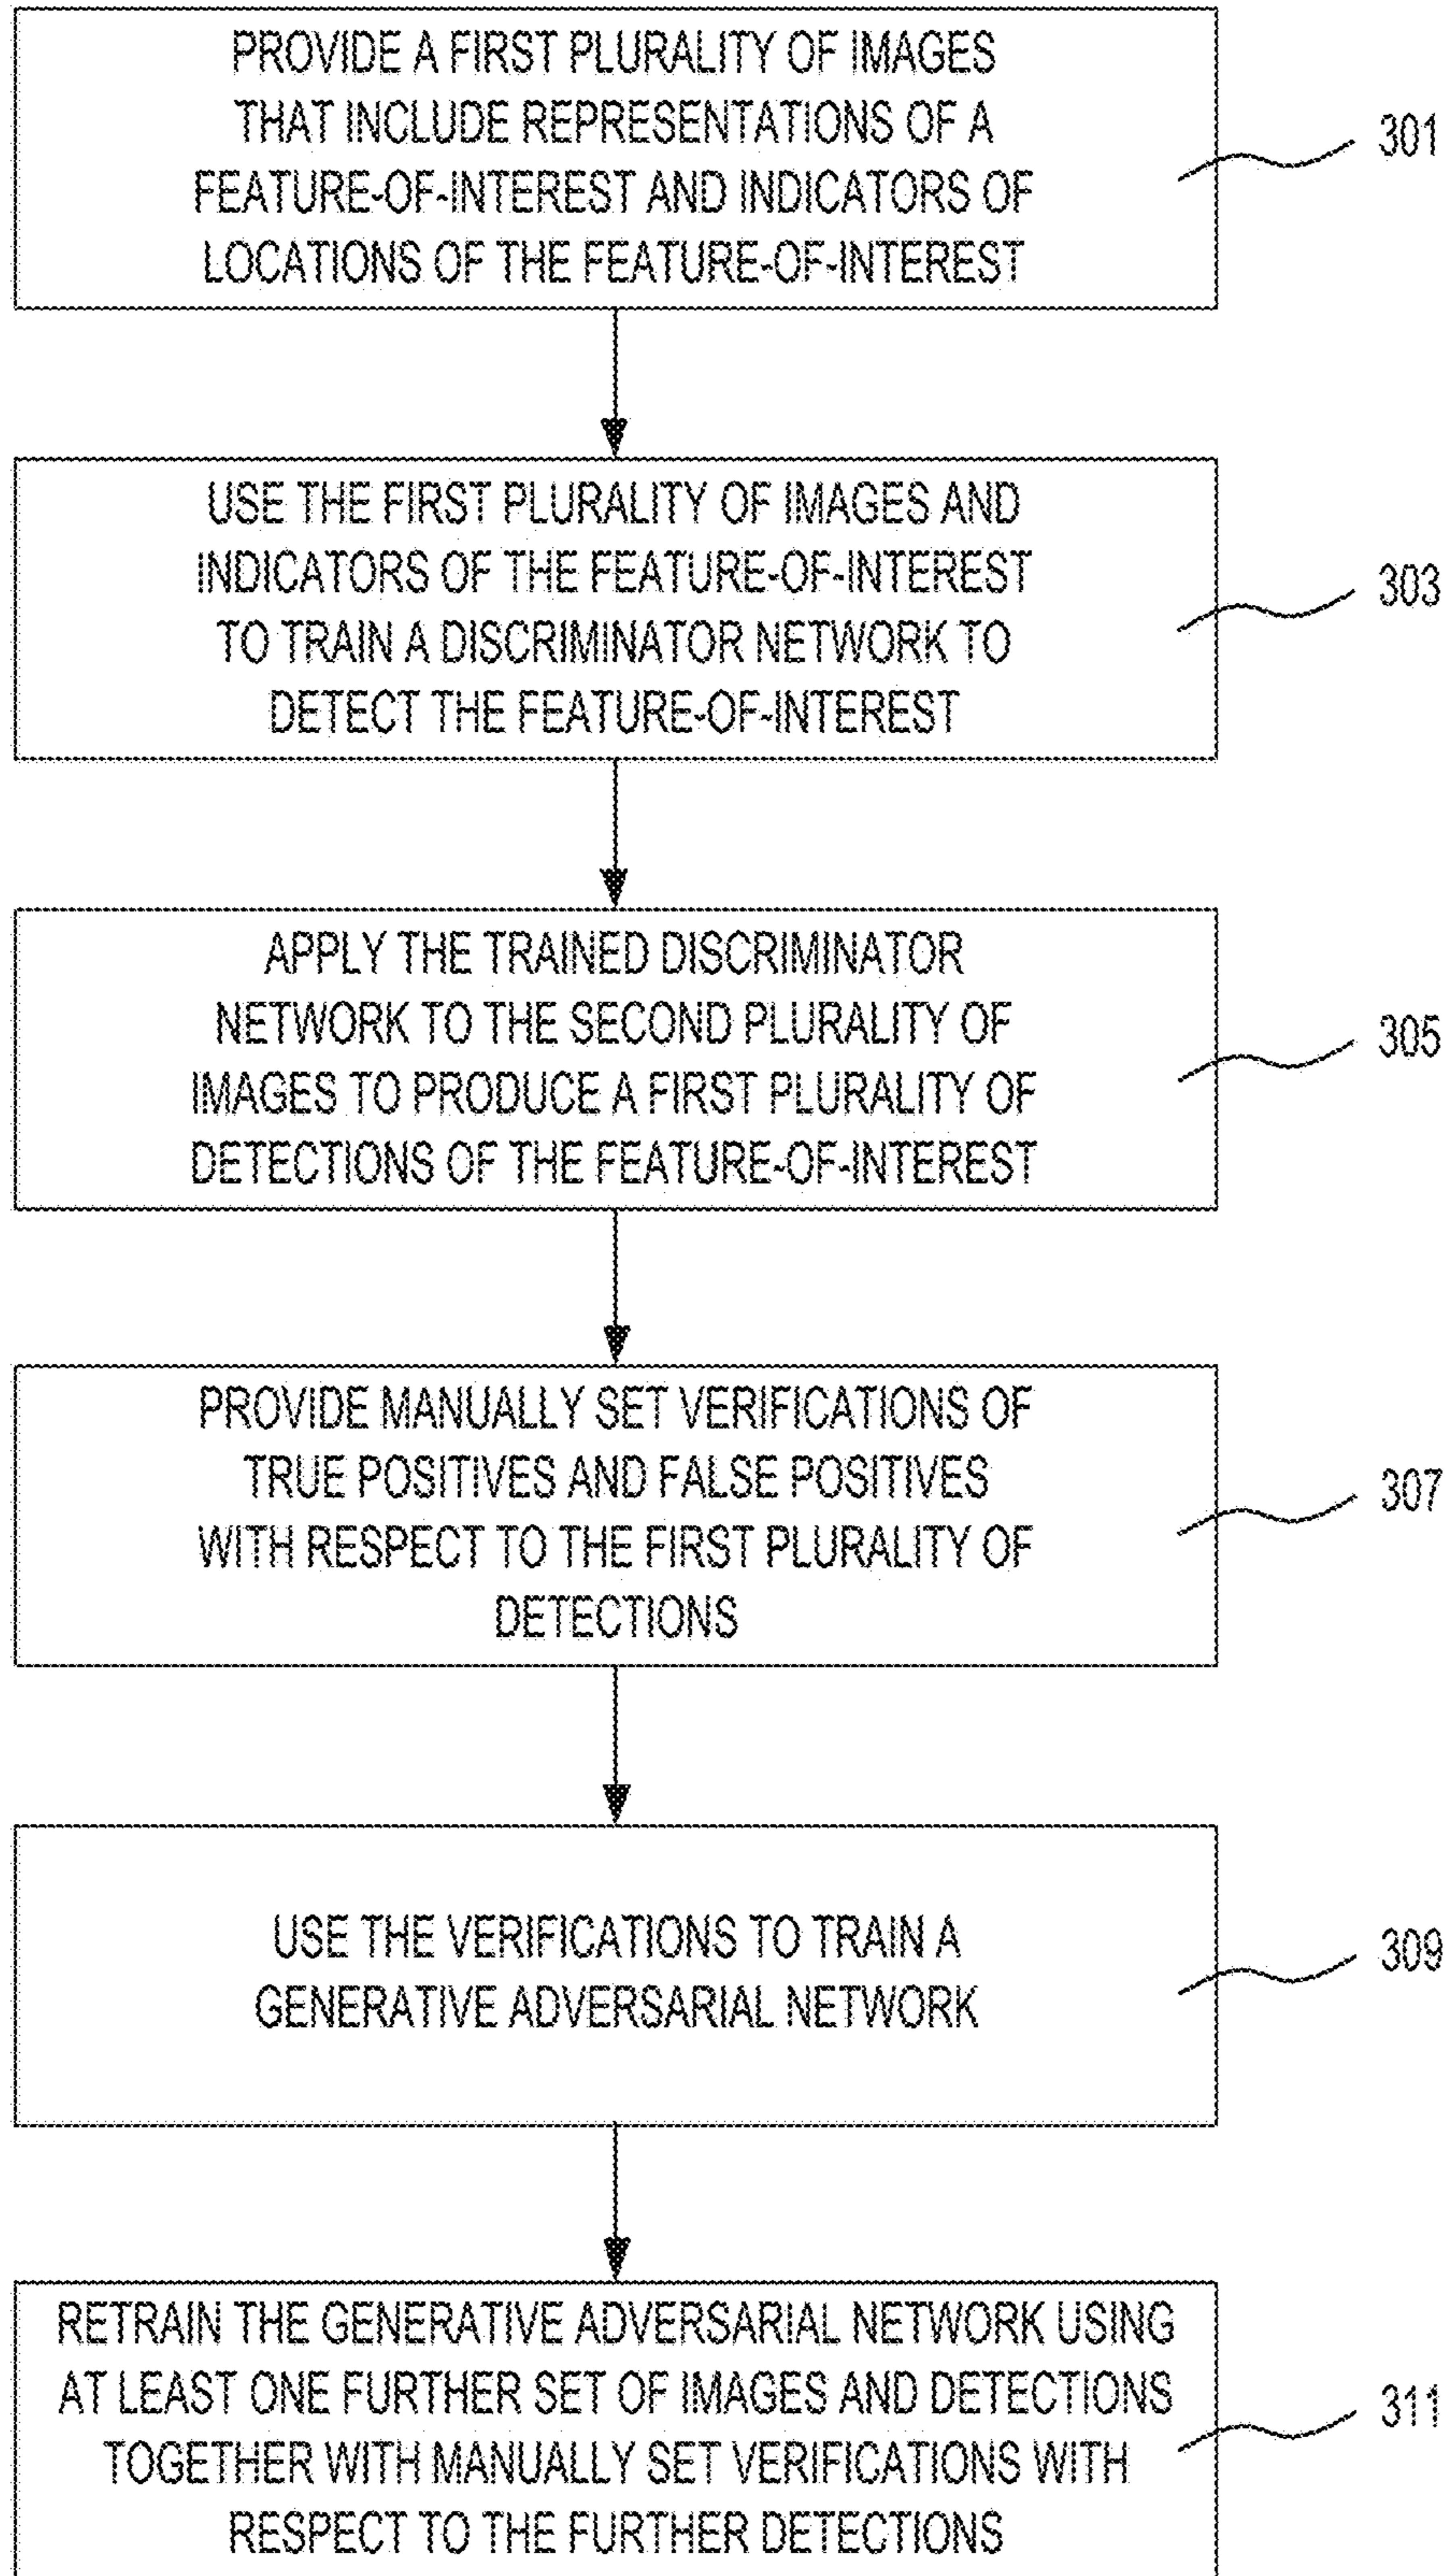 PROVIDE A FIRST PLURALITY OF IMAGES
THAT INCLUDE REPRESENTATIONS OF A
FEATURE-OF-INTEREST AND INDICATORS OF
LOCATIONS OF THE FEATURE-OF-INTEREST
301
USE THE FIRST PLURALITY OF IMAGES AND
INDICATORS OF THE FEATURE-OF-INTEREST
TO TRAIN A DISCRIMINATOR NETWORK TO
DETECT THE FEATURE-OF-INTEREST
303
APPLY THE TRAINED DISCRIMINATOR
NETWORK TO THE SECOND PLURALITY OF
IMAGES TO PRODUCE A FIRST PLURALITY OF
DETECTIONS OF THE FEATURE-OF-INTEREST
305
PROVIDE MANUALLY SET VERIFICATIONS OF
TRUE POSITIVES AND FALSE POSITIVES
WITH RESPECT TO THE FIRST PLURALITY OF
DETECTIONS
307
USE THE VERIFICATIONS TO TRAIN A
GENERATIVE ADVERSARIAL NETWORK
309
RETRAIN THE GENERATIVE ADVERSARIAL NETWORK USING
AT LEAST ONE FURTHER SET OF IMAGES AND DETECTIONS
TOGETHER WITH MANUALLY SET VERIFICATIONS WITH
RESPECT TO THE FURTHER DETECTIONS
311